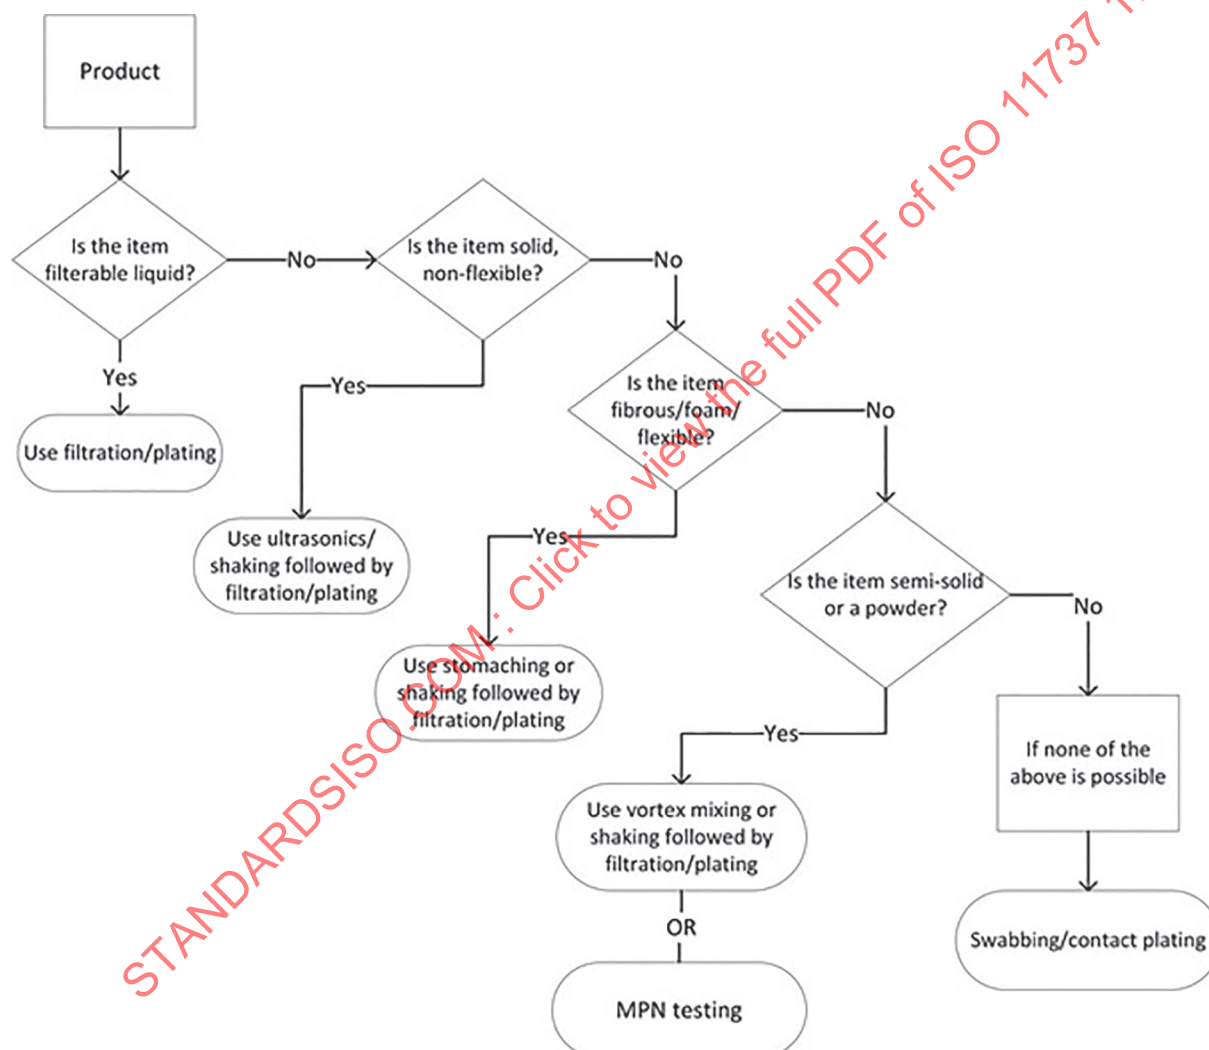 Product
Is the item
filterable liquid?
No
Is the item solid,
non-flexible?
No
Yes
Use filtration/plating
Yes
Use ultrasonics/
shaking followed by
filtration/plating
Is the item
fibrous/foam/
flexible?
No
Yes
Use stomaching or
shaking followed by
filtration/plating
Is the item semi-solid
or a powder?
No
Yes
Use vortex mixing or
shaking followed by
filtration/plating
OR
MPN testing
If none of the
above is possible
Swabbing/contact plating
STANDARDSISO.COM : Click to view the full PDF of ISO 11737